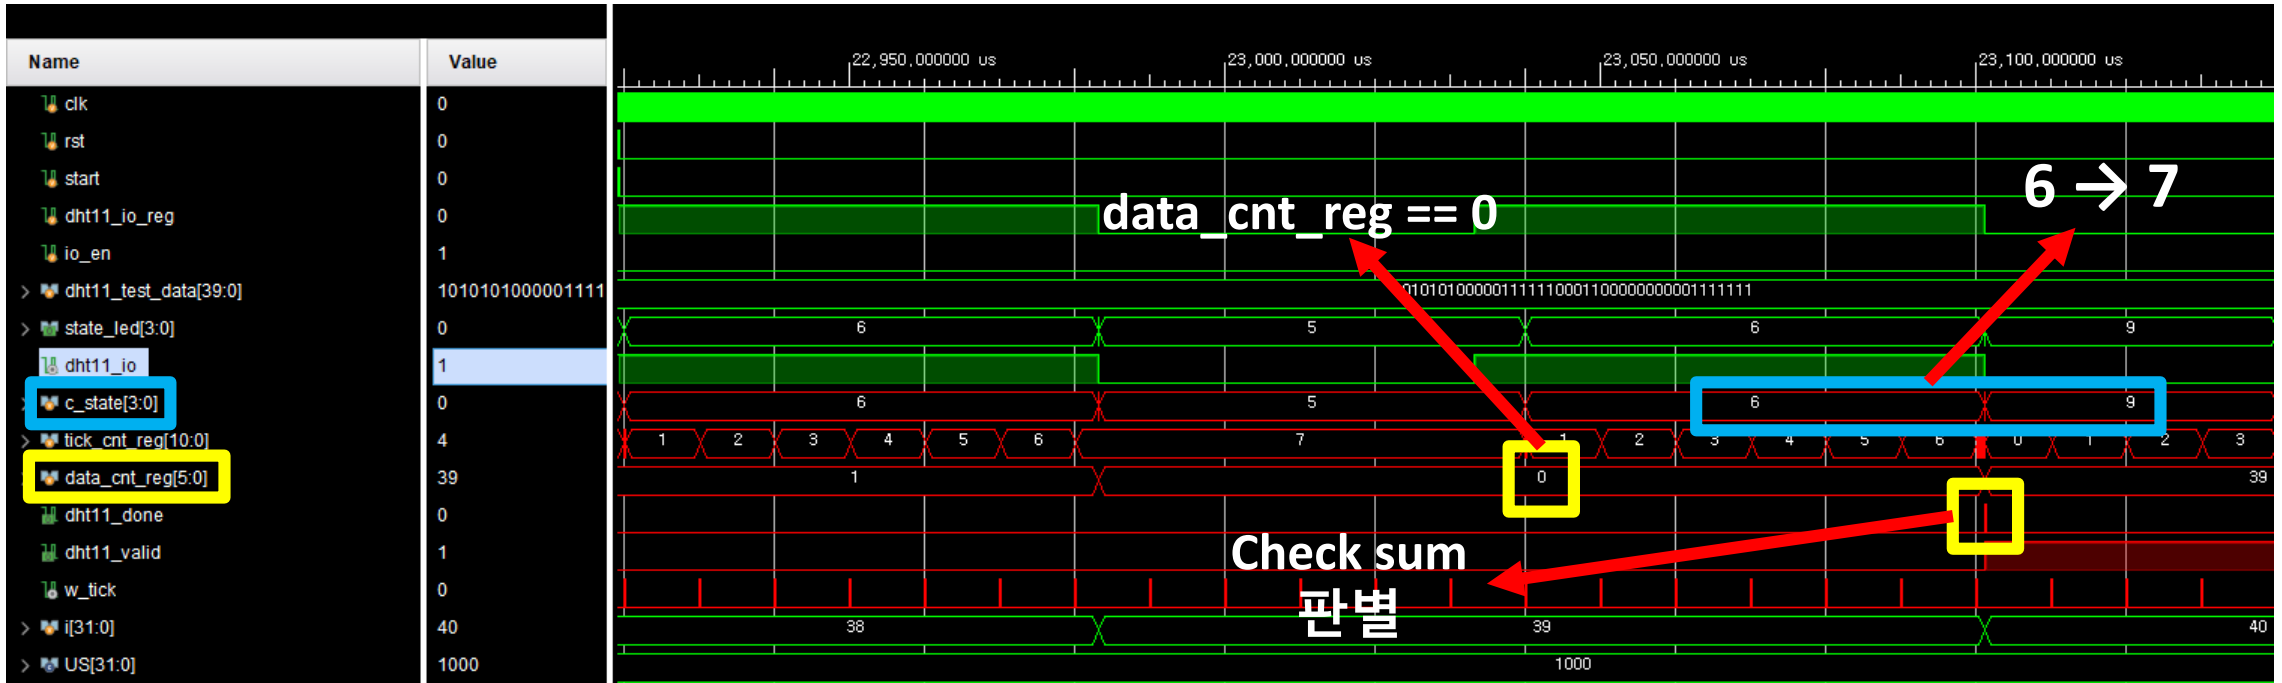 Name Value
22,950.000000 us 23,000.000000 us 23,050.000000 us 23,100.000000 us
clk 0
rst 0
start 0
6 → 7
dht11_io_reg 0
data_cnt_reg == 0
io_en 1
dht11_test_data[39:0] 1010101000001111
state_led[3:0] 0 6 5 6 9
dht11_io 1
c_state[3:0] 0 6 5 6 9
tick_cnt_reg[10:0] 4 1 2 3 4 5 6 7 1 2 3 4 5 6 0 1 2 3
data_cnt_reg[5:0] 39 1 0 39
dht11_done 0
dht11_valid 1
Check sum
판별
w_tick 0
i[31:0] 40 38 39 40
US[31:0] 1000 1000